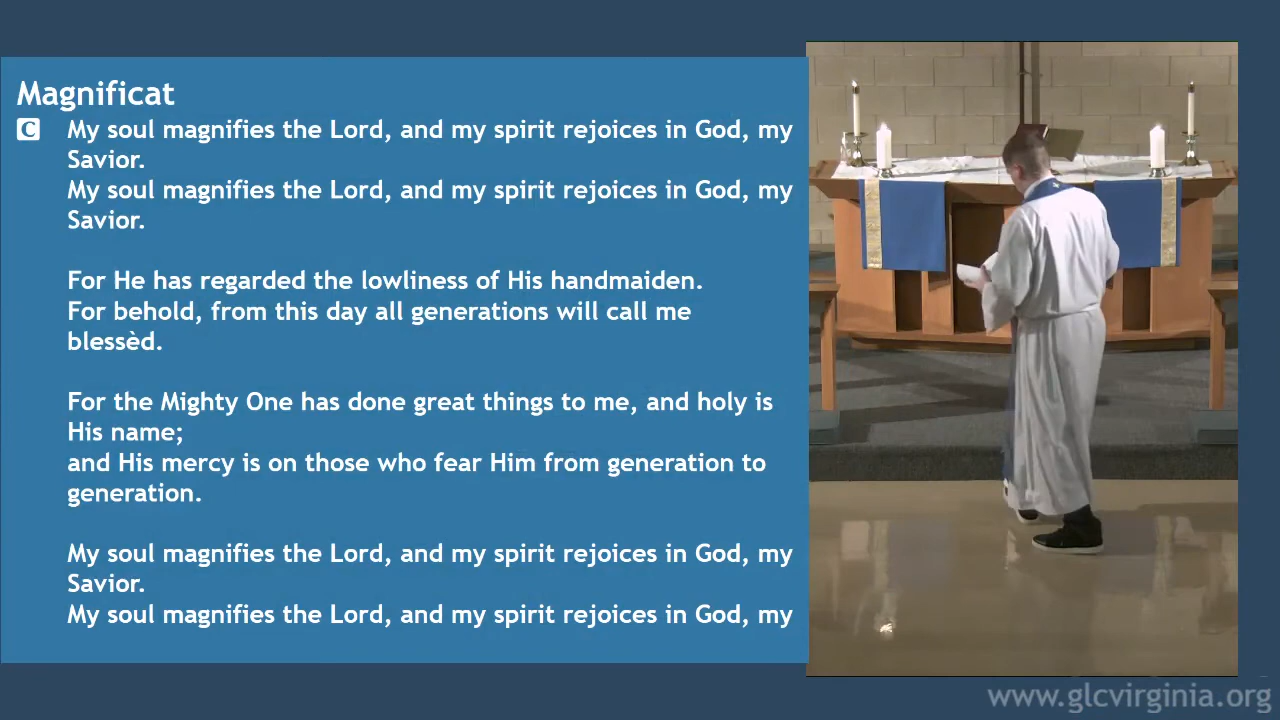 Magnificat
C My soul magnifies the Lord, and my spirit rejoices in God, my
Savior.
My soul magnifies the Lord, and my spirit rejoices in God, my
Savior.
For He has regarded the lowliness of His handmaiden.
For behold, from this day all generations will call me
blessèd.
For the Mighty One has done great things to me, and holy is
His name;
and His mercy is on those who fear Him from generation to
generation.
My soul magnifies the Lord, and my spirit rejoices in God, my
Savior.
My soul magnifies the Lord, and my spirit rejoices in God, my
www.glcvirginia.org